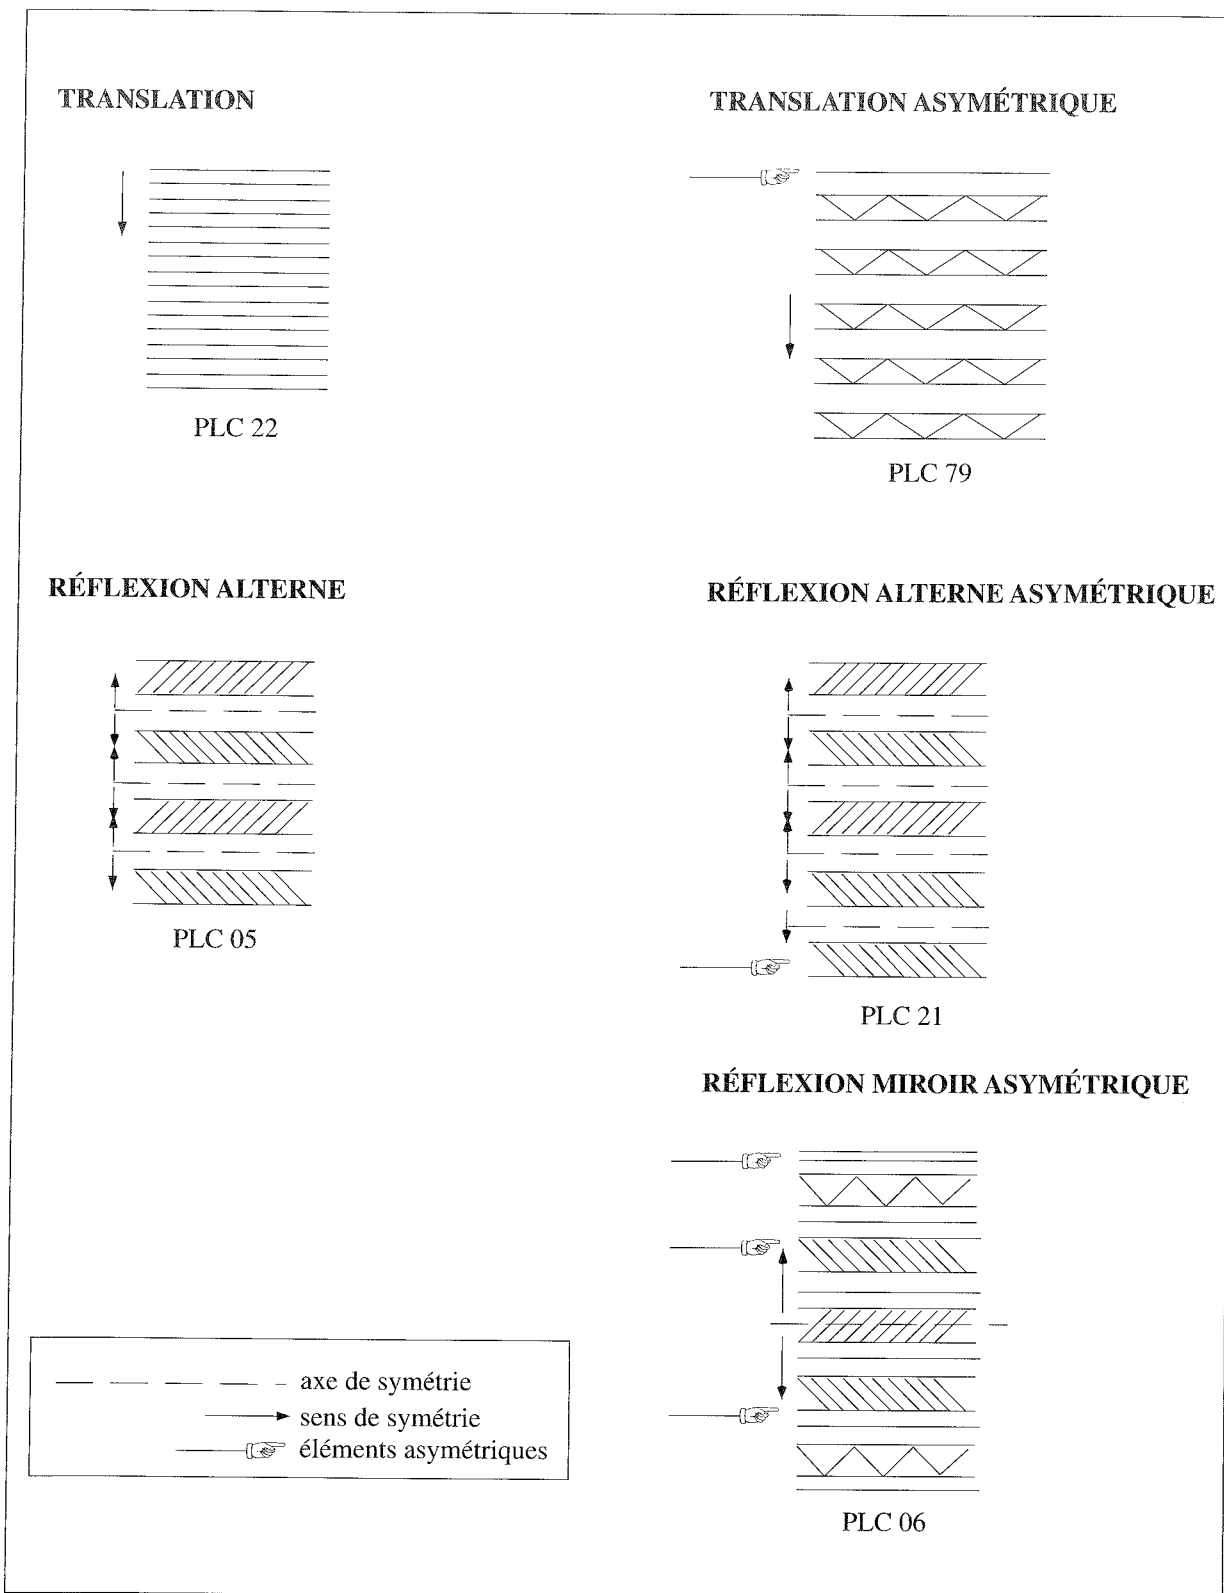 TRANSLATION
TRANSLATION ASYMÉTRIQUE
PLC 22
PLC 79
RÉFLEXION ALTERNE
RÉFLEXION ALTERNE ASYMÉTRIQUE
PLC 05
PLC 21
RÉFLEXION MIROIR ASYMÉTRIQUE
axe de symétrie
sens de symétrie
éléments asymétriques
PLC 06